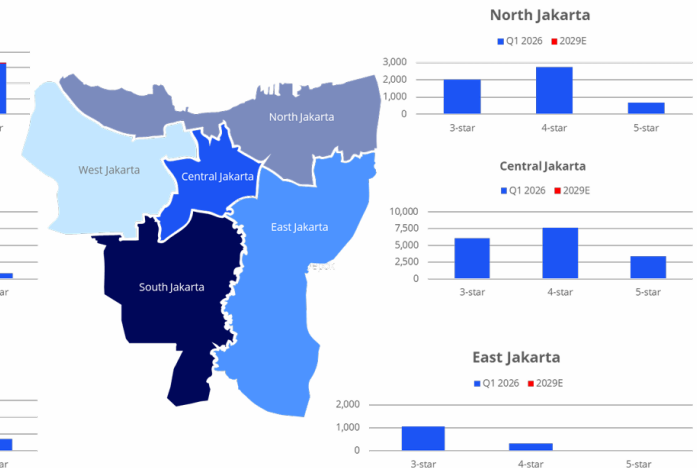 North Jakarta
Q1 2026 2029E
3,000
2,000
1,000
0
3-star 4-star 5-star
Central Jakarta
Q1 2026 2029E
10,000
7,500
5,000
2,500
0
3-star 4-star 5-star
East Jakarta
Q1 2026 2029E
2,000
1,000
0
3-star 4-star 5-star
North Jakarta
West Jakarta
Central Jakarta
East Jakarta
South Jakarta
ar
ar